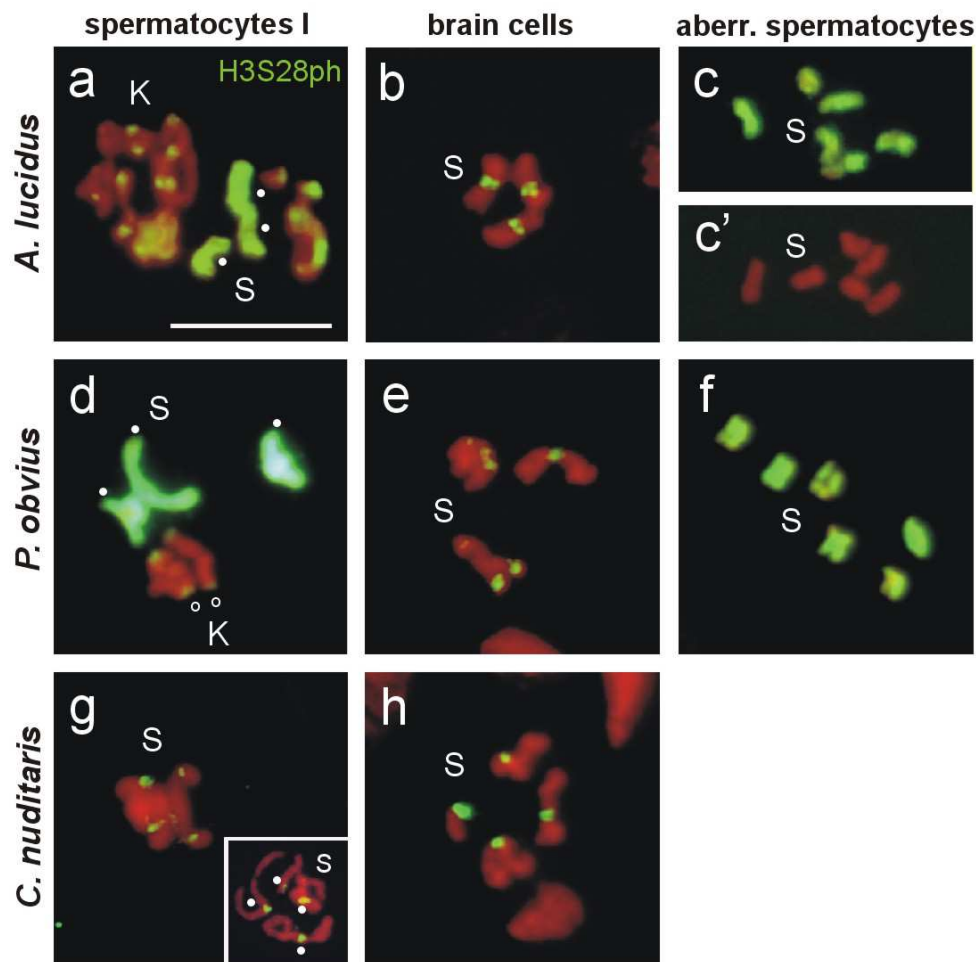 spermatocytes I
brain cells
aberr. spermatocytes
A. lucidus
a
K
H3S28ph
S
b
S
c
S
c’
S
P. obvius
d
S
K
e
S
f
S
C. nuditaris
g
S
S
h
S